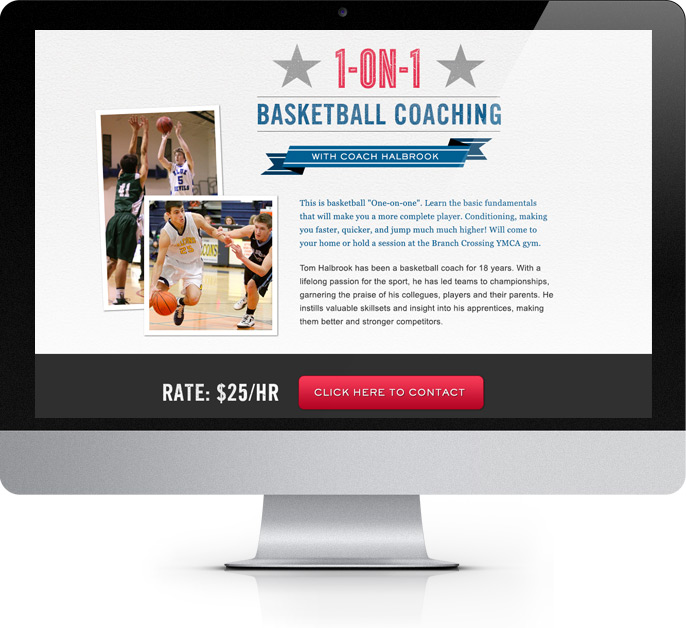 1-ON-1
BASKETBALL COACHING
WITH COACH HALBROOK
This is basketball "One-on-one". Learn the basic fundamentals
that will make you a more complete player. Conditioning, making
you faster, quicker, and jump much much higher! Will come to
your home or hold a session at the Branch Crossing YMCA gym.
Tom Halbrook has been a basketball coach for 18 years. With a
lifelong passion for the sport, he has led teams to championships,
garnering the praise of his collegues, players and their parents. He
instills valuable skillsets and insight into his apprentices, making
them better and stronger competitors.
41
5
RATE: $25/HR
CLICK HERE TO CONTACT